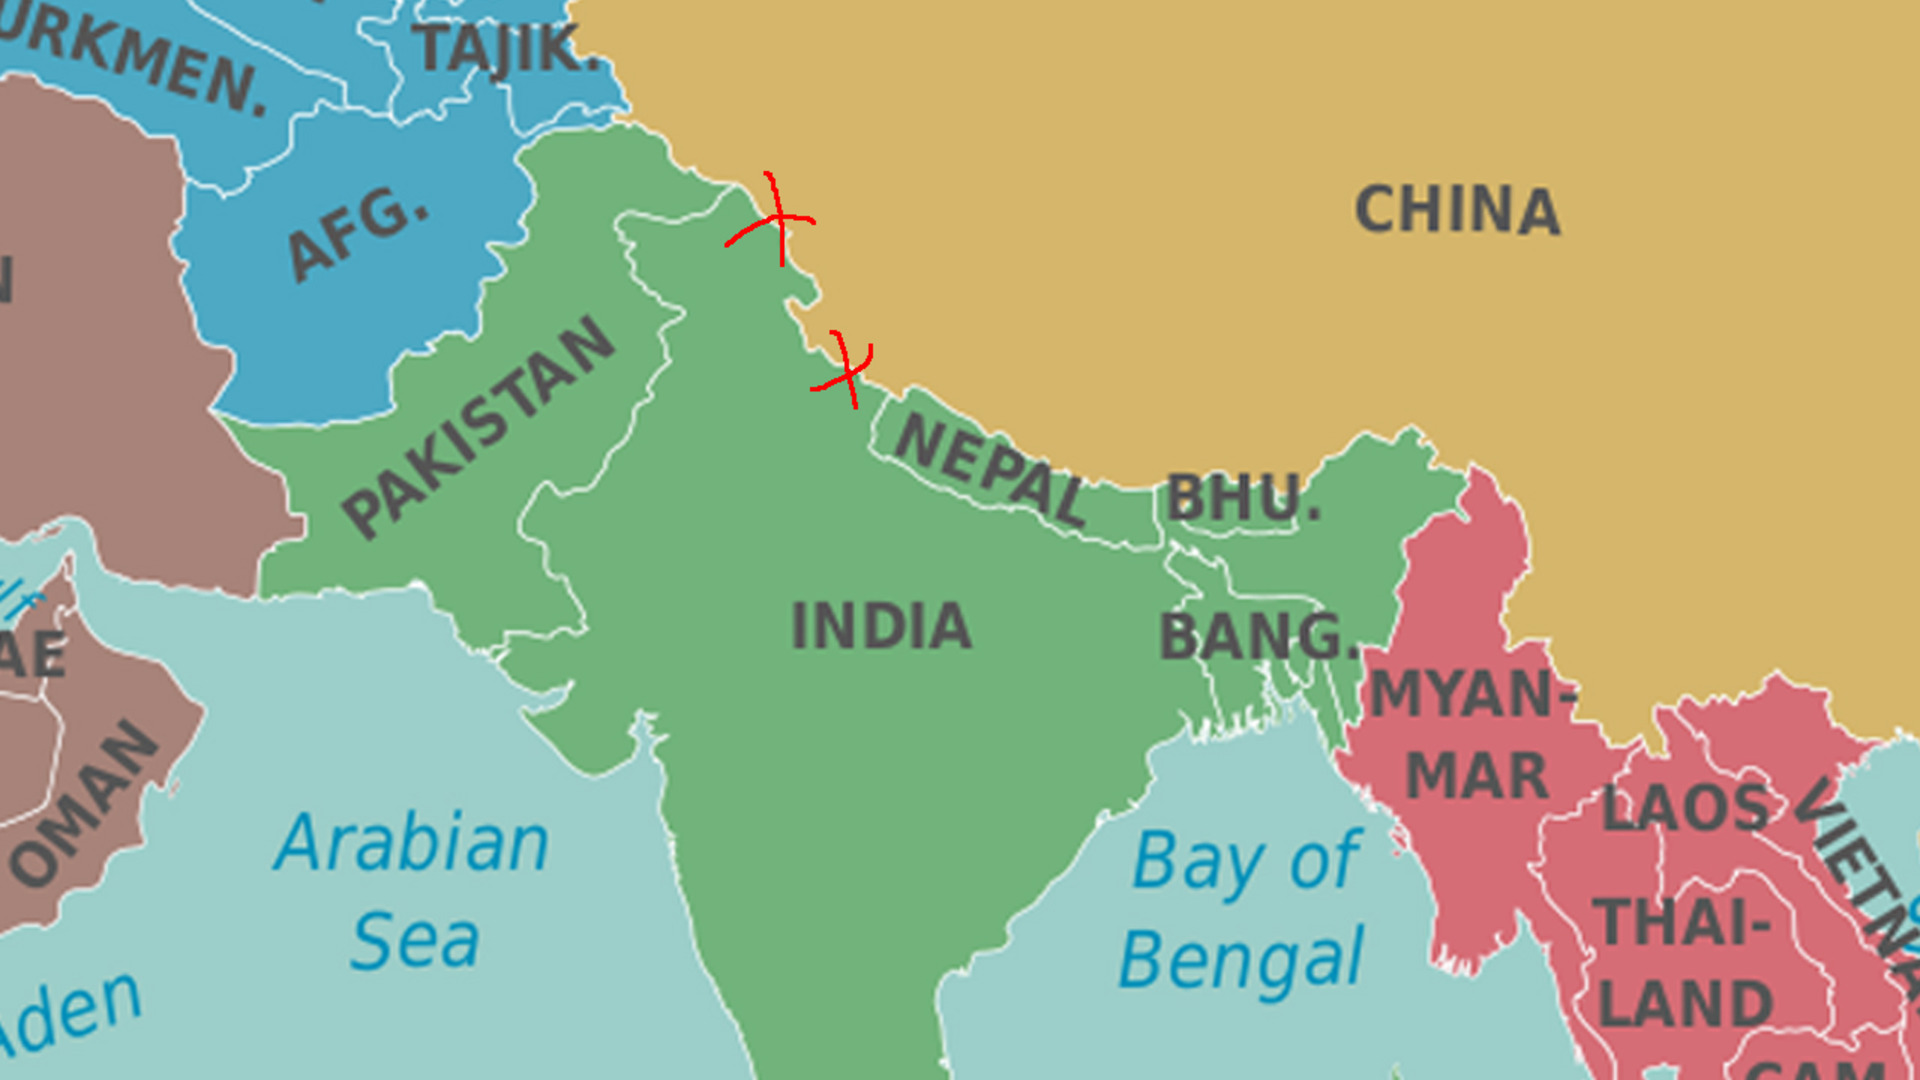 TAJIK.
URKMEN.
AFG.
CHINA
PAKISTAN
NEPAL
BHU.
INDIA
BANG.
AE
MYAN-
MAR
OMAN
LAOS
VIETNA
Arabian
Sea
Bay of
Bengal
THAI-
LAND
Aden
CAM